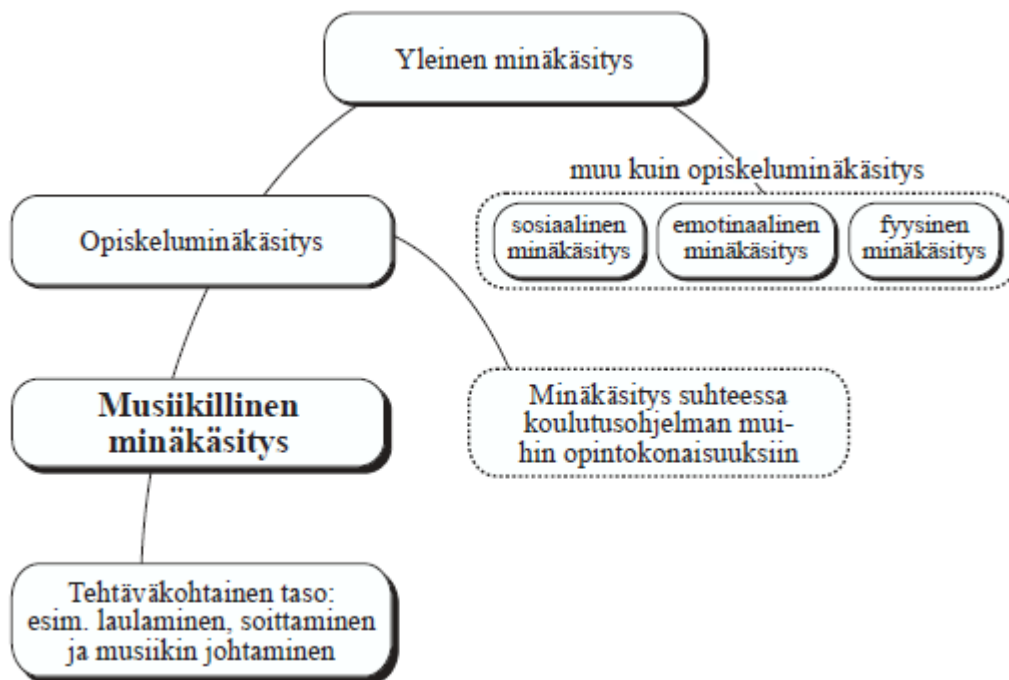 Yleinen minäkäsitys
muu kuin opiskeluminäkäsitys
sosiaalinen
minäkäsitys
emotinaalinen
minäkäsitys
fyysinen
minäkäsitys
Opiskeluminäkäsitys
Musiikillinen
minäkäsitys
Minäkäsitys suhteessa
koulutusohjelman mui-
hin opintokonaisuuksiin
Tehtäväkohtainen taso:
esim. laulaminen, soittaminen
ja musiikin johtaminen